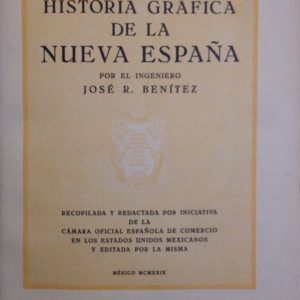 HISTORIA GRÁFICA
DE LA
NUEVA ESPAÑA
POR EL INGENIERO
JOSÉ R. BENÍTEZ
RECOPILADA Y REDACTADA POR INICIATIVA
DE LA
CÁMARA OFICIAL ESPAÑOLA DE COMERCIO
EN LOS ESTADOS UNIDOS MEXICANOS
Y EDITADA POR LA MISMA
MÉXICO MCMXXIX